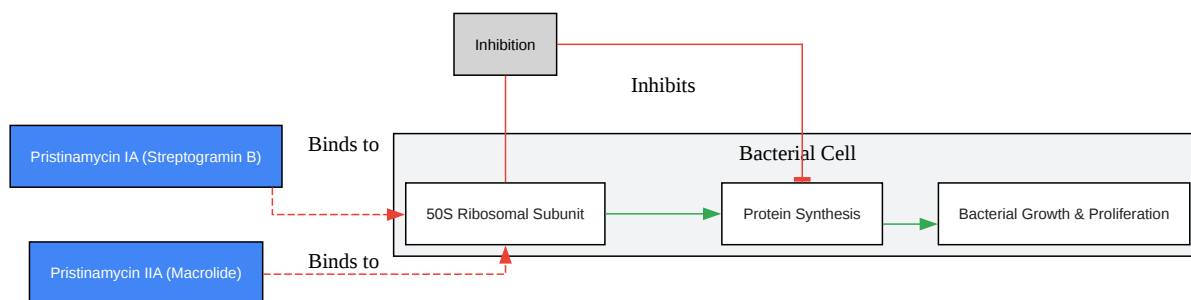 Inhibition
Inhibits
Pristinamycin IA (Streptogramin B)
Binds to
Bacterial Cell
50S Ribosomal Subunit
Protein Synthesis
Bacterial Growth & Proliferation
Pristinamycin IIA (Macrolide)
Binds to